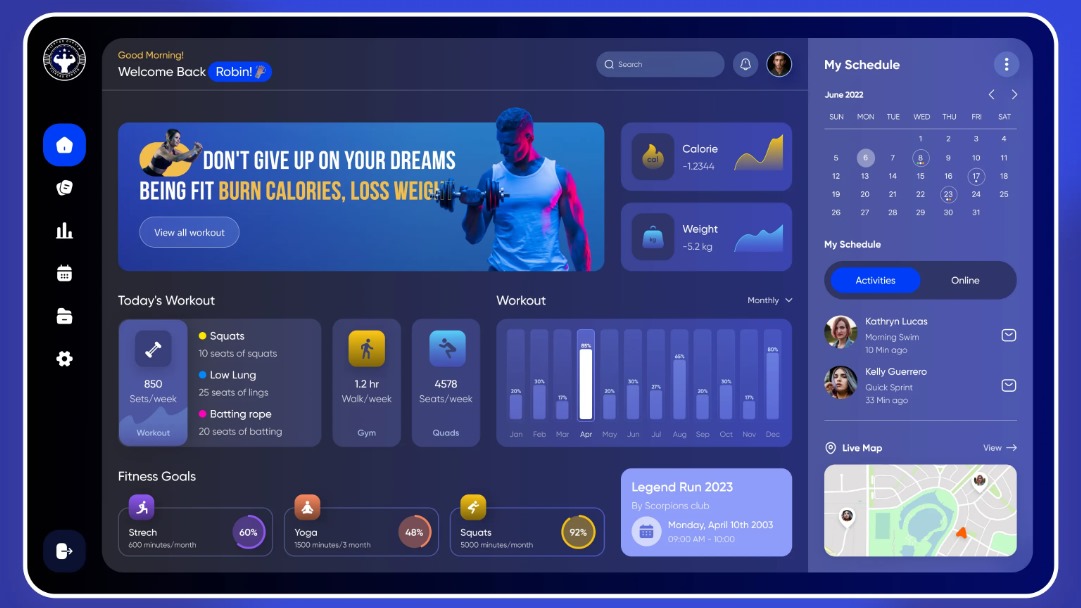 Good Morning!
Welcome Back Robin!
Search
DON'T GIVE UP ON YOUR DREAMS
BEING FIT BURN CALORIES, LOSS WEIGHT
View all workout
cal
Calorie
-1.2344
kg
Weight
-5.2 kg
Today's Workout
850
Sets/week
Workout
Squats
10 seats of squats
Low Lung
25 seats of lings
Batting rope
20 seats of batting
1.2 hr
Walk/week
Gym
4578
Seats/week
Quads
Workout
Monthly
20% 30% 17% 85% 20% 30% 27% 65% 20% 30% 17% 80%
Jan Feb Mar Apr May Jun Jul Aug Sep Oct Nov Dec
Fitness Goals
Strech
600 minutes/month
60%
Yoga
1500 minutes/3 month
48%
Squats
5000 minutes/month
92%
Legend Run 2023
By Scorpions club
Monday, April 10th 2003
09:00 AM - 10:00
My Schedule
June 2022
SUN MON TUE WED THU FRI SAT
1 2 3 4
5 6 7 8 9 10 11
12 13 14 15 16 17 18
19 20 21 22 23 24 25
26 27 28 29 30 31
My Schedule
Activities
Online
Kathryn Lucas
Morning Swim
10 Min ago
Kelly Guerrero
Quick Sprint
33 Min ago
Live Map
View